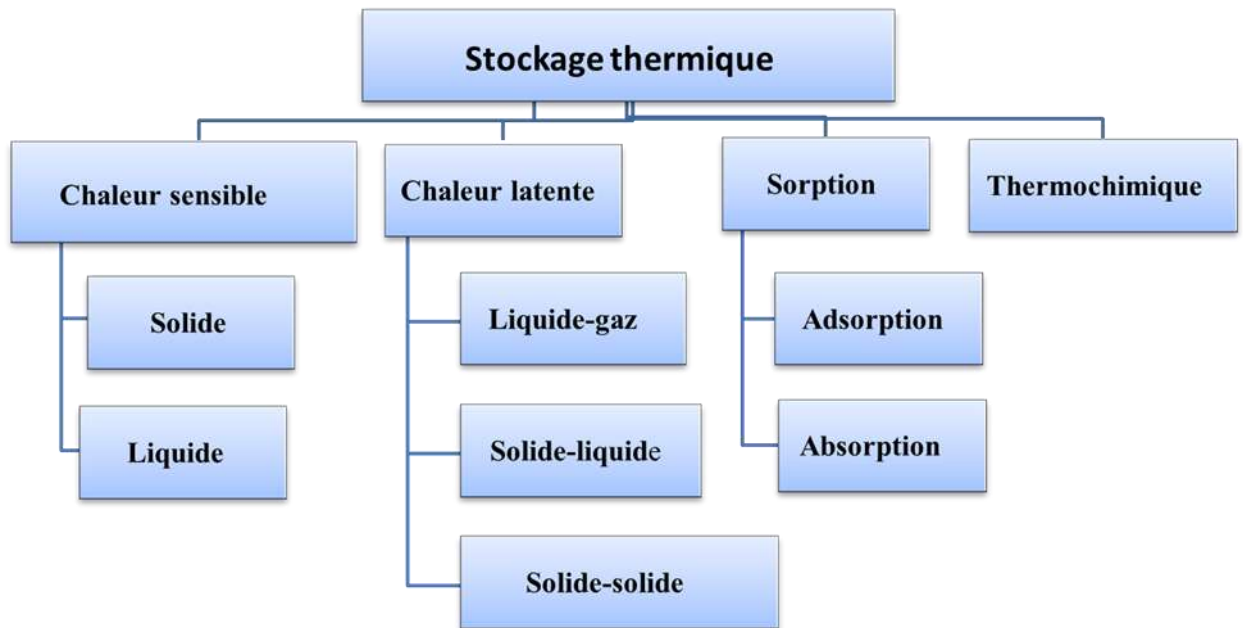 Stockage thermique
Chaleur sensible
Chaleur latente
Sorption
Thermochimique
Solide
Liquide-gaz
Adsorption
Liquide
Solide-liquide
Absorption
Solide-solide